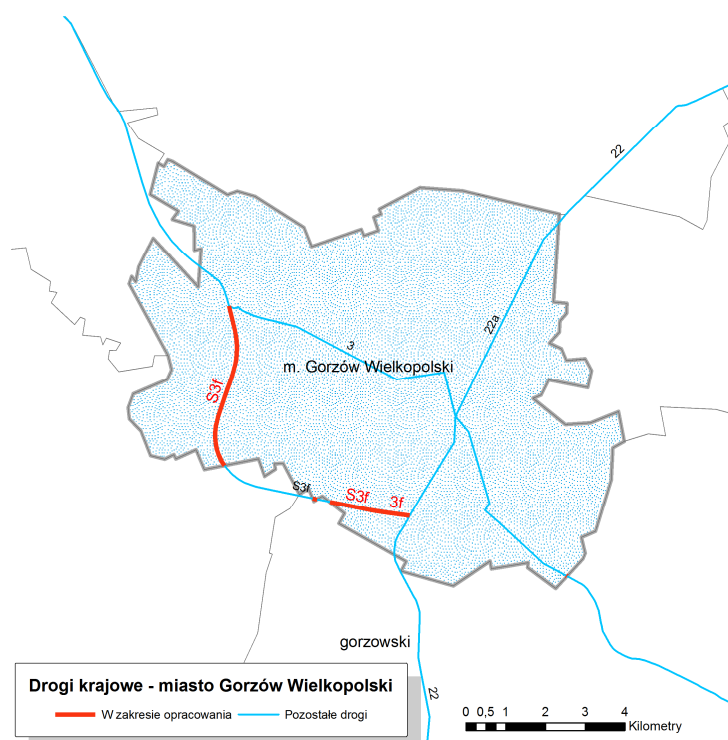 22
22a
3
m. Gorzów Wielkopolski
S3f
S3f
S3f
3f
gorzowski
22
Drogi krajowe - miasto Gorzów Wielkopolski
W zakresie opracowania
Pozostałe drogi
0 0,5 1 2 3 4
Kilometry